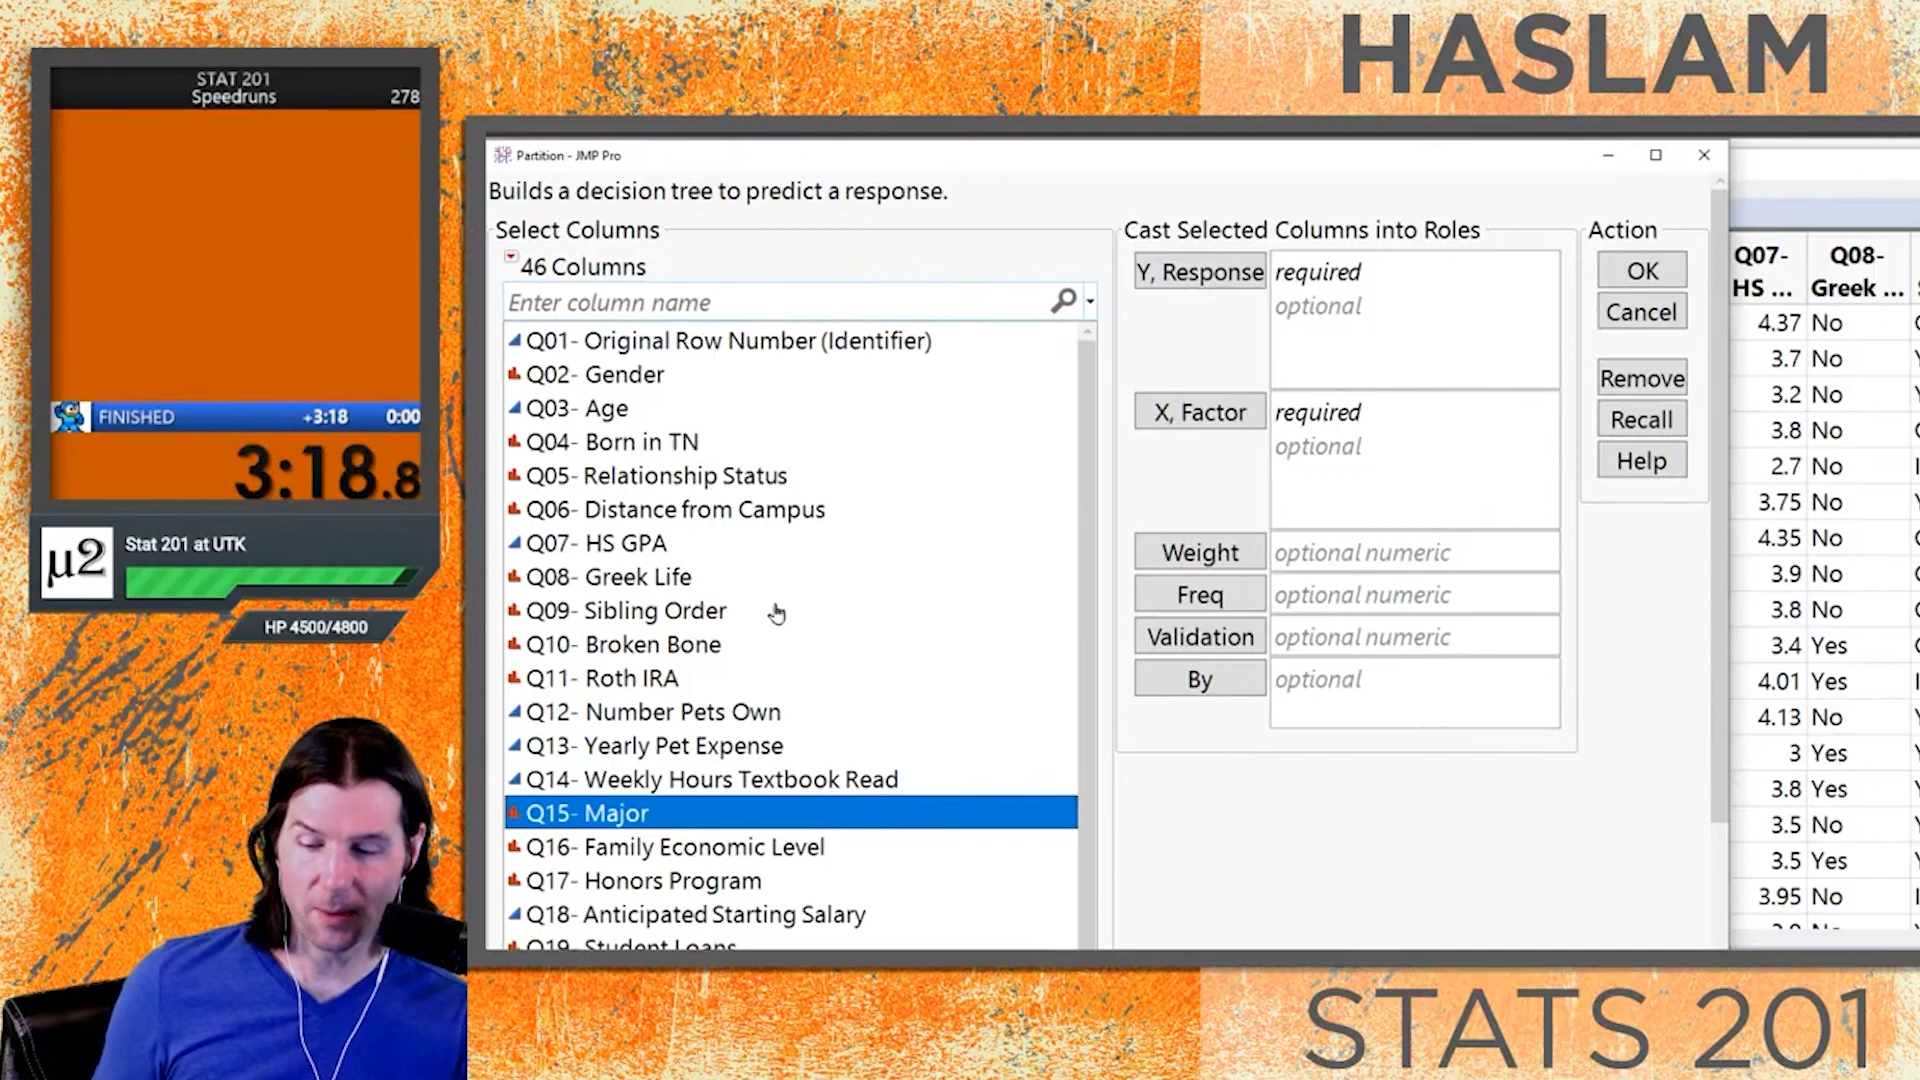 HASLAM
STAT 201
Speedruns
278
FINISHED +3:18 0:00
3:18.8
μ2
Stat 201 at UTK
HP 4500/4800
Partition - JMP Pro
Builds a decision tree to predict a response.
Select Columns
46 Columns
Enter column name
Q01- Original Row Number (Identifier)
Q02- Gender
Q03- Age
Q04- Born in TN
Q05- Relationship Status
Q06- Distance from Campus
Q07- HS GPA
Q08- Greek Life
Q09- Sibling Order
Q10- Broken Bone
Q11- Roth IRA
Q12- Number Pets Own
Q13- Yearly Pet Expense
Q14- Weekly Hours Textbook Read
Q15- Major
Q16- Family Economic Level
Q17- Honors Program
Q18- Anticipated Starting Salary
Q19- Student Loans
Cast Selected Columns into Roles
Y, Response required
optional
X, Factor required
optional
Weight optional numeric
Freq optional numeric
Validation optional numeric
By optional
Action
OK
Cancel
Remove
Recall
Help
Q07- Q08-
HS ... Greek ...
4.37 No
3.7 No
3.2 No
3.8 No
2.7 No
3.75 No
4.35 No
3.9 No
3.8 No
3.4 Yes
4.01 Yes
4.13 No
3 Yes
3.8 Yes
3.5 No
3.5 Yes
3.95 No
STATS 201